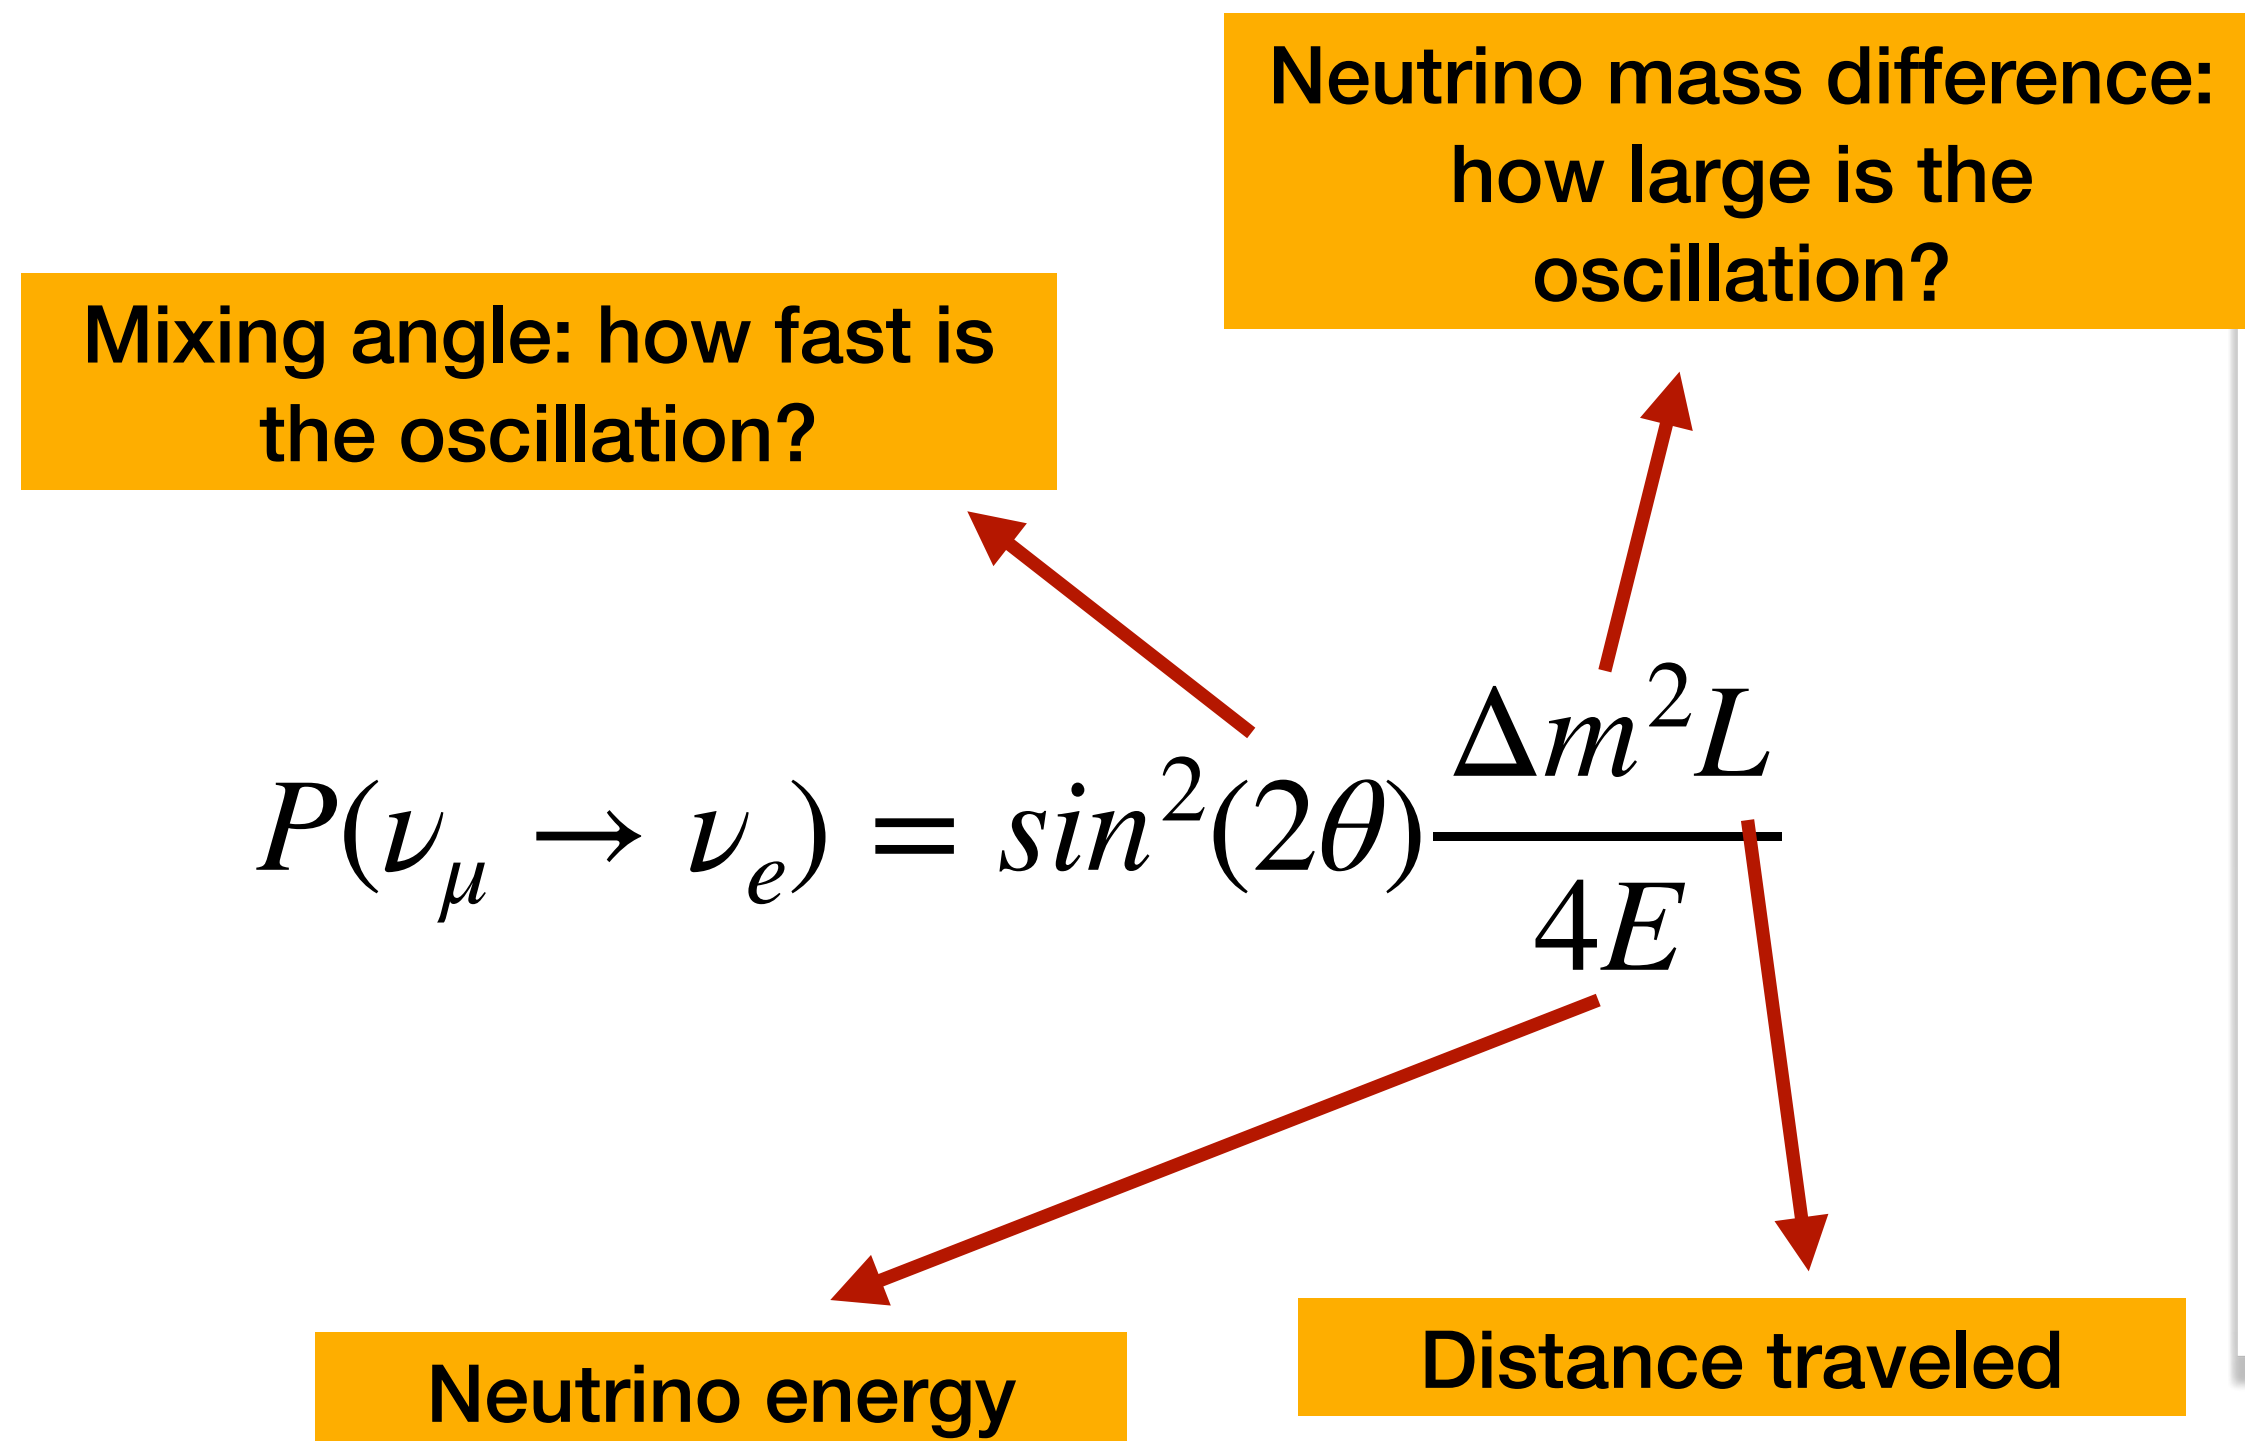 Neutrino mass difference:
how large is the
oscillation?
Mixing angle: how fast is
the oscillation?
P(ν_μ → ν_e) = sin²(2θ) Δm²L / 4E
Neutrino energy
Distance traveled